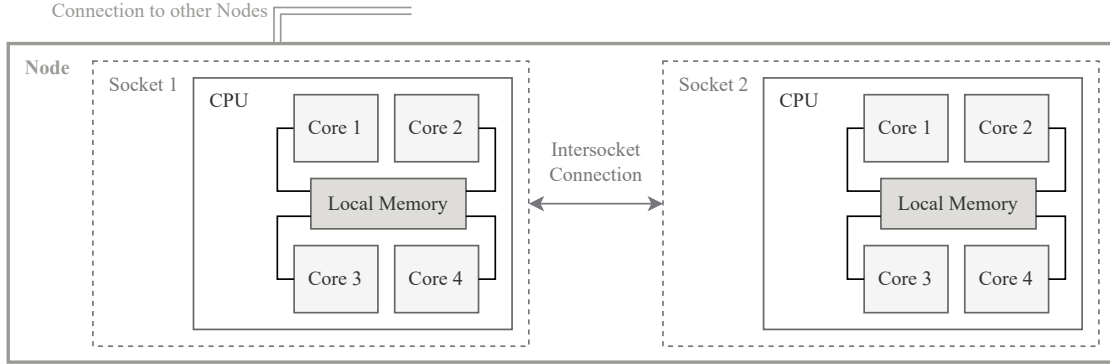 Connection to other Nodes
Node
Socket 1
CPU
Core 1
Core 2
Local Memory
Core 3
Core 4
Intersocket
Connection
Socket 2
CPU
Core 1
Core 2
Local Memory
Core 3
Core 4